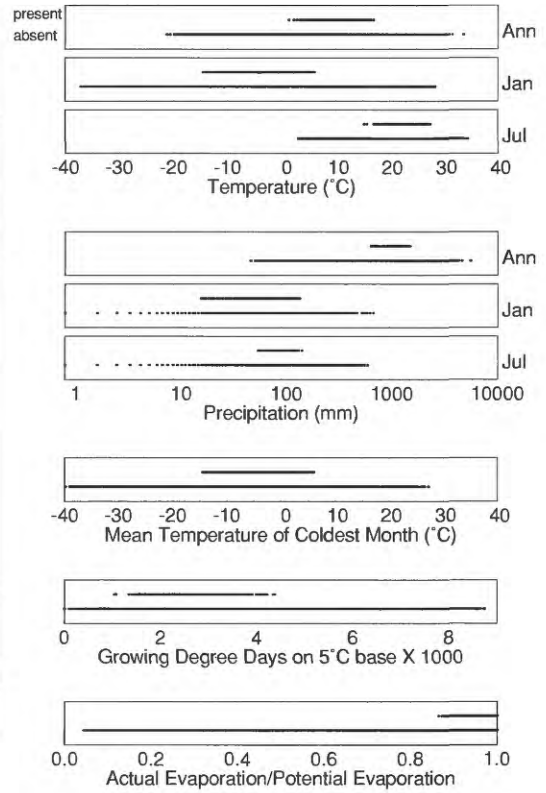 present
absent
Ann
Jan
Jul
-40 -30 -20 -10 0 10 20 30 40
Temperature (˚C)
Ann
Jan
Jul
1 10 100 1000 10000
Precipitation (mm)
-40 -30 -20 -10 0 5 10 20 30 40
Mean Temperature of Coldest Month (˚C)
0 2 4 6 8
Growing Degree Days on 5˚C base X 1000
0.0 0.2 0.4 0.6 0.8 1.0
Actual Evaporation/Potential Evaporation